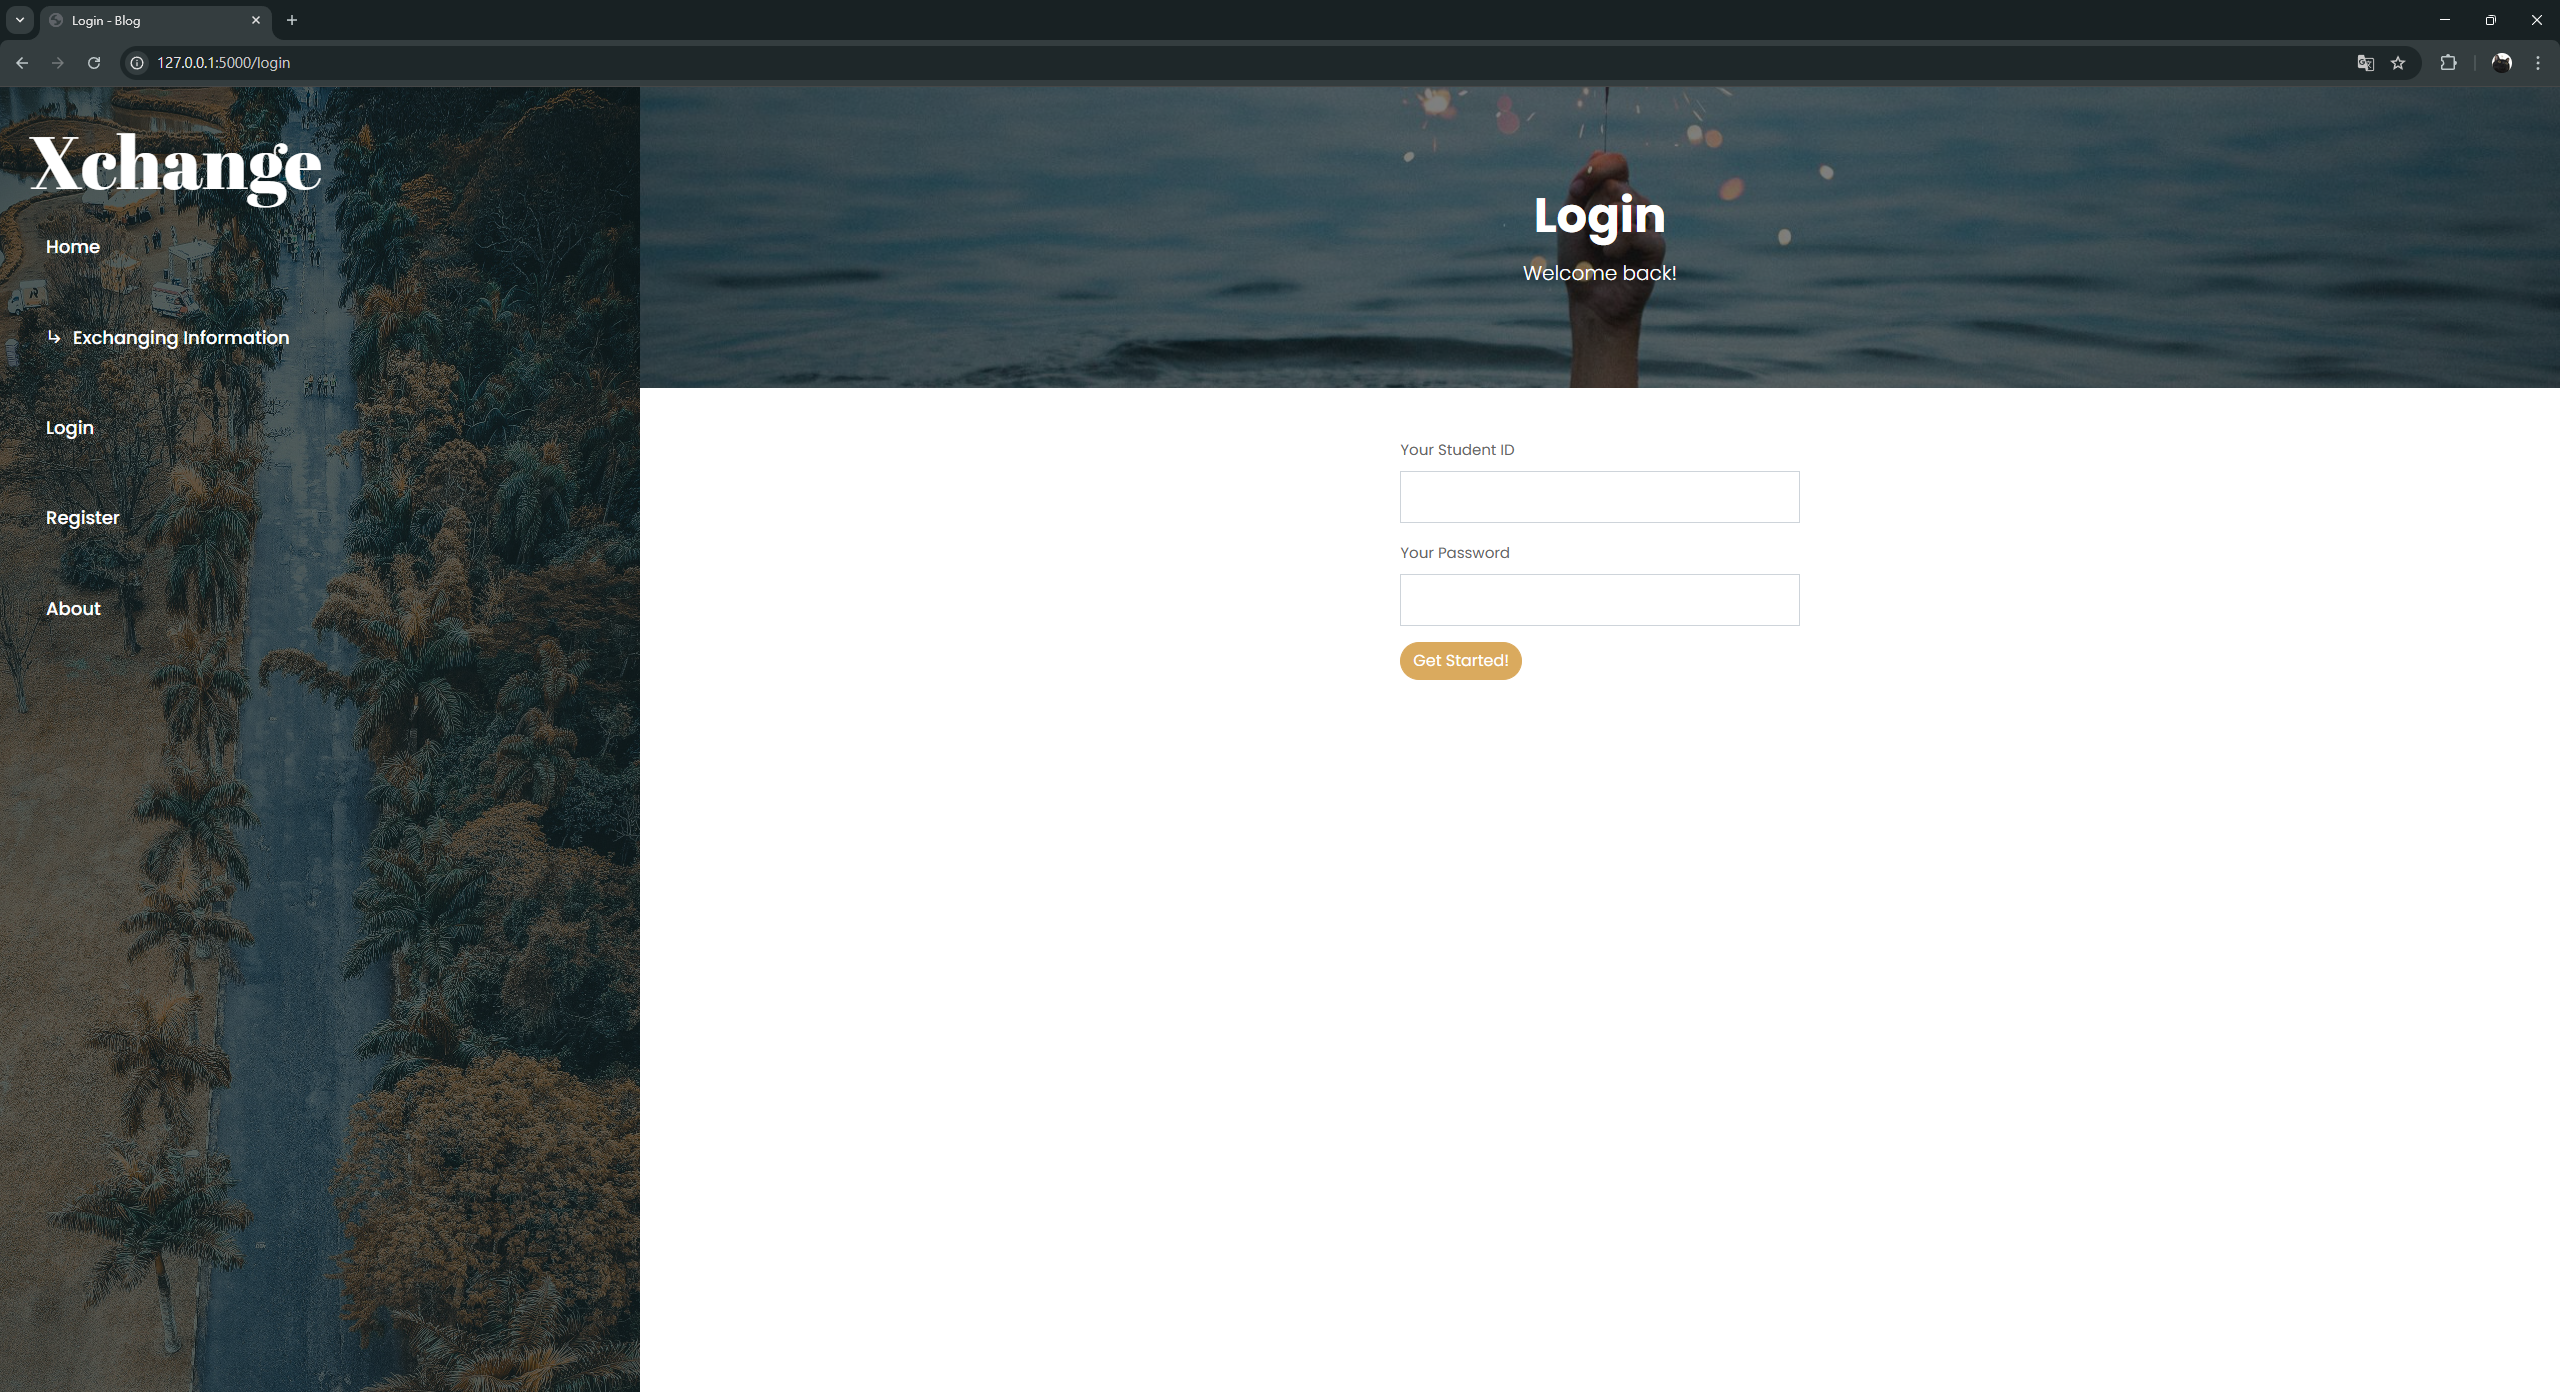 Login - Blog
127.0.0.1:5000/login
Xchange
Home
Exchanging Information
Login
Register
About
Login
Welcome back!
Your Student ID
Your Password
Get Started!